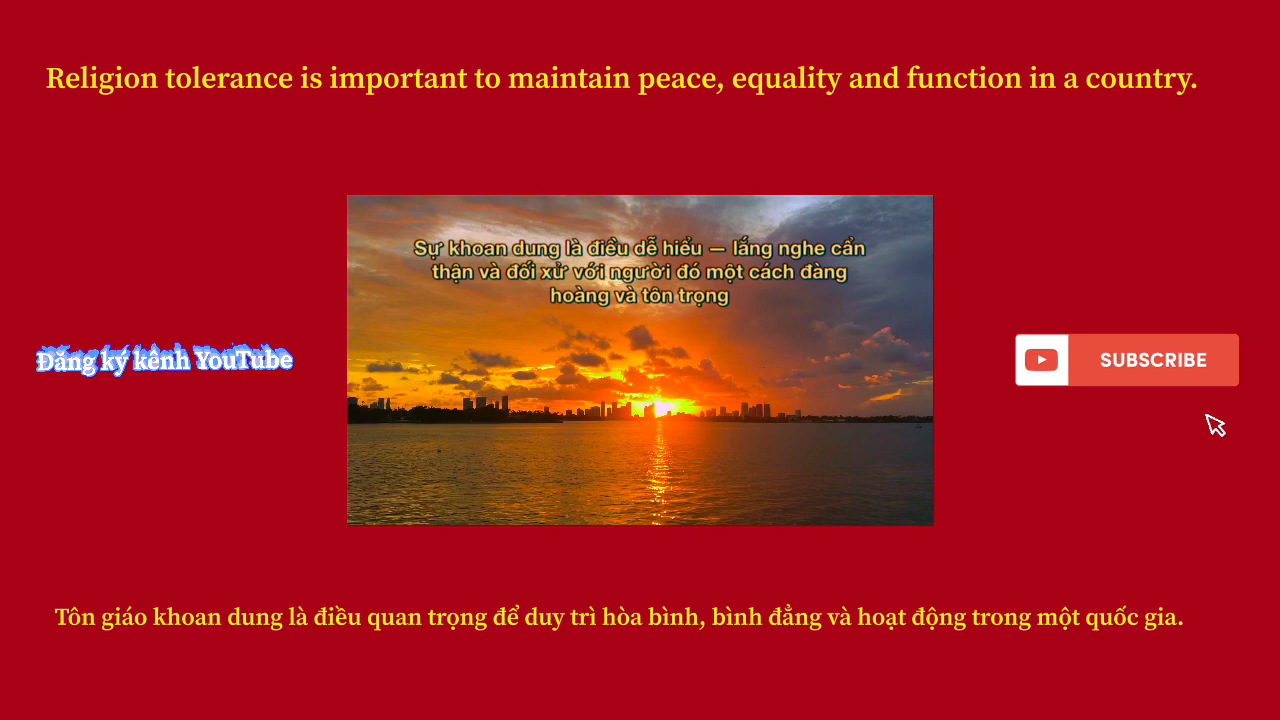 Religion tolerance is important to maintain peace, equality and function in a country.
Sự khoan dung là điều dễ hiểu — lắng nghe cẩn
thận và đối xử với người đó một cách đàng
hoàng và tôn trọng
Đăng ký kênh YouTube
SUBSCRIBE
Tôn giáo khoan dung là điều quan trọng để duy trì hòa bình, bình đẳng và hoạt động trong một quốc gia.